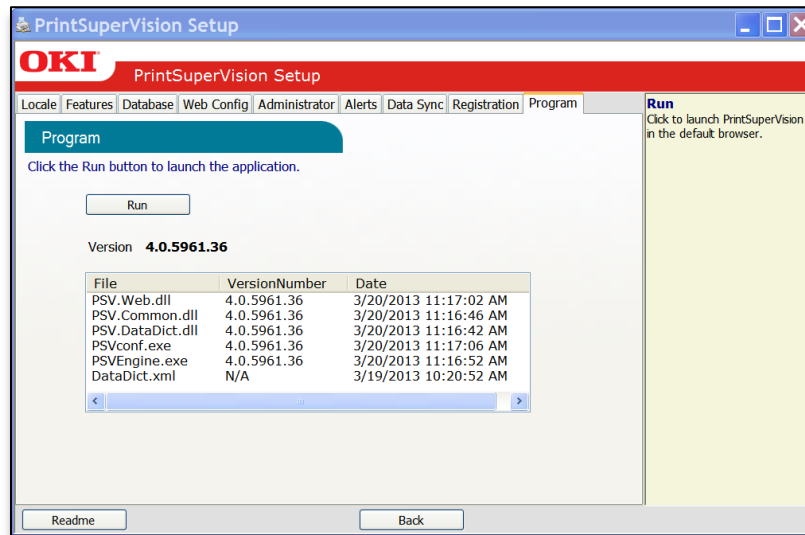 PrintSuperVision Setup
OKI
PrintSuperVision Setup
Locale Features Database Web Config Administrator Alerts Data Sync Registration Program
Program
Click the Run button to launch the application.
Run
Version 4.0.5961.36
File VersionNumber Date
PSV.Web.dll 4.0.5961.36 3/20/2013 11:17:02 AM
PSV.Common.dll 4.0.5961.36 3/20/2013 11:16:46 AM
PSV.DataDict.dll 4.0.5961.36 3/20/2013 11:16:42 AM
PSVconf.exe 4.0.5961.36 3/20/2013 11:17:06 AM
PSVEngine.exe 4.0.5961.36 3/20/2013 11:16:52 AM
DataDict.xml N/A 3/19/2013 10:20:52 AM
Run
Click to launch PrintSuperVision
in the default browser.
Readme Back